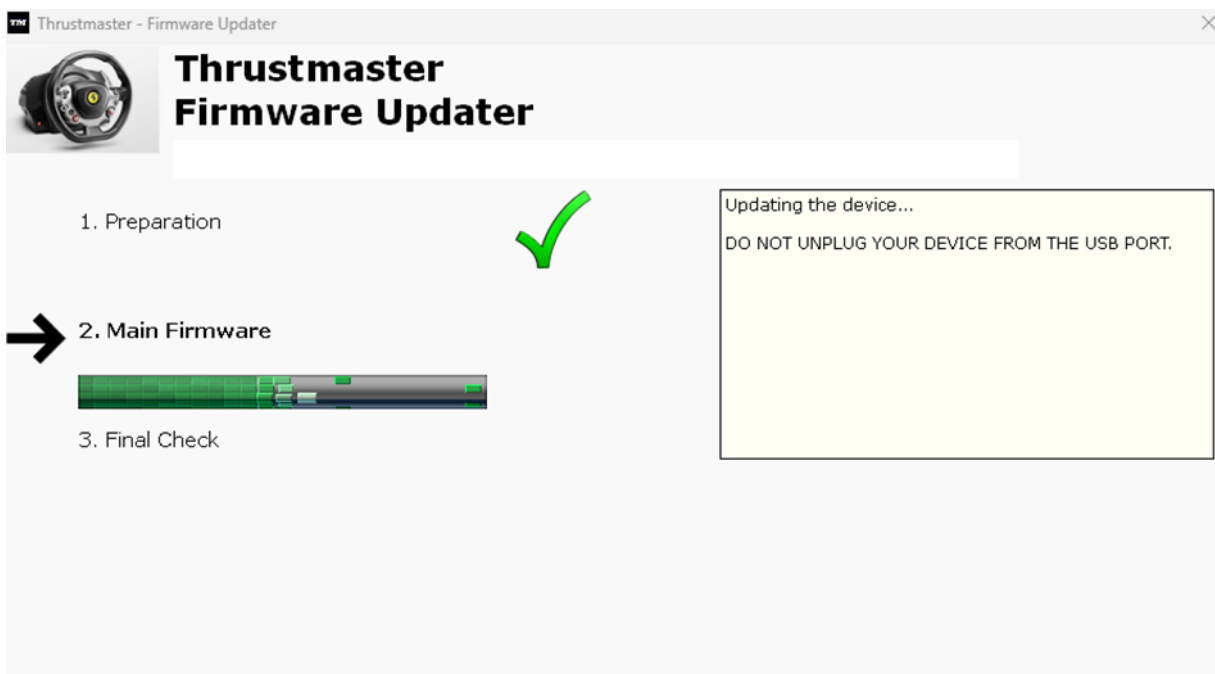 TM Thrustmaster - Firmware Updater
Thrustmaster
Firmware Updater
1. Preparation
Updating the device...
DO NOT UNPLUG YOUR DEVICE FROM THE USB PORT.
2. Main Firmware
3. Final Check